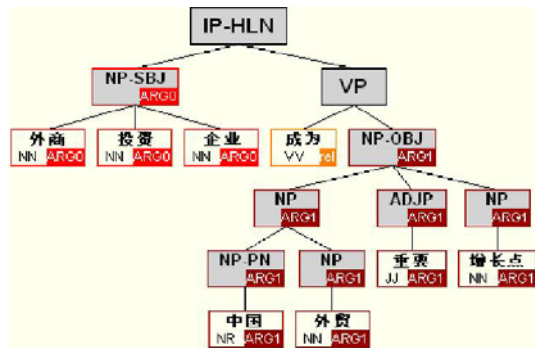 IP-HLN
NP-SBJ
ARG0
VP
外商
NN ARG0
投资
NN ARG0
企业
NN ARG0
成为
VV rel
NP-OBJ
ARG1
NP
ARG1
ADJP
ARG1
NP
ARG1
NP-PN
ARG1
NP
ARG1
重要
JJ ARG1
增长点
NN ARG1
中国
NR ARG1
外贸
NN ARG1